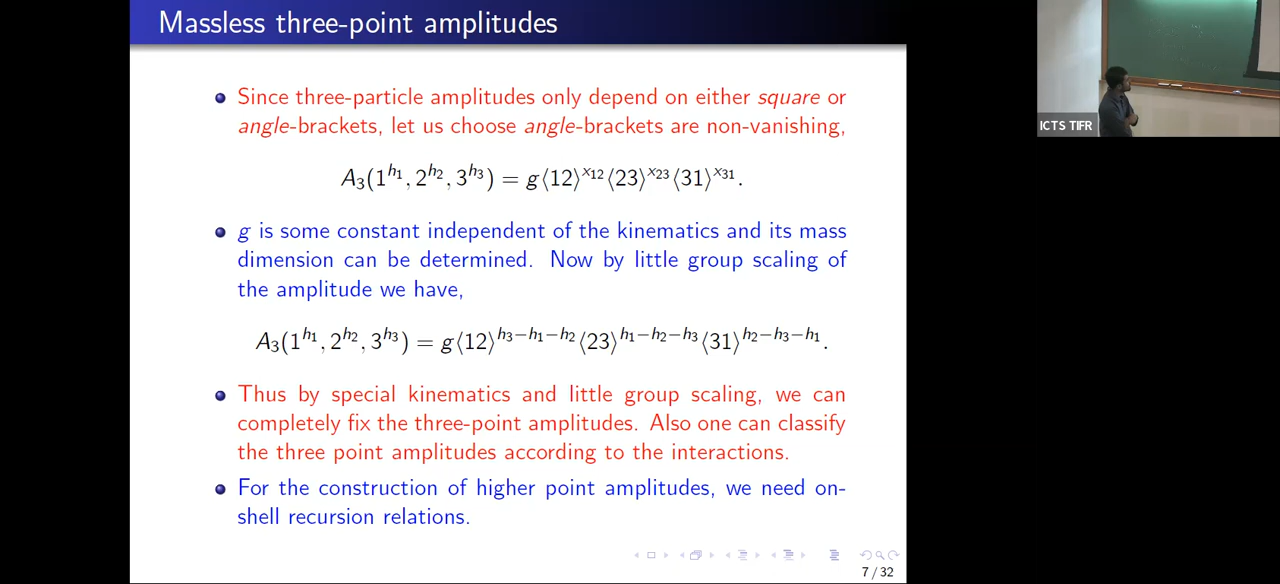 Massless three-point amplitudes
Since three-particle amplitudes only depend on either square or
angle-brackets, let us choose angle-brackets are non-vanishing,
A₃(1^{h₁}, 2^{h₂}, 3^{h₃}) = g⟨12⟩^{x₁₂}⟨23⟩^{x₂₃}⟨31⟩^{x₃₁}.
g is some constant independent of the kinematics and its mass
dimension can be determined. Now by little group scaling of
the amplitude we have,
A₃(1^{h₁}, 2^{h₂}, 3^{h₃}) = g⟨12⟩^{h₃−h₁−h₂}⟨23⟩^{h₁−h₂−h₃}⟨31⟩^{h₂−h₃−h₁}.
Thus by special kinematics and little group scaling, we can
completely fix the three-point amplitudes. Also one can classify
the three point amplitudes according to the interactions.
For the construction of higher point amplitudes, we need on-
shell recursion relations.
7 / 32
ICTS TIFR